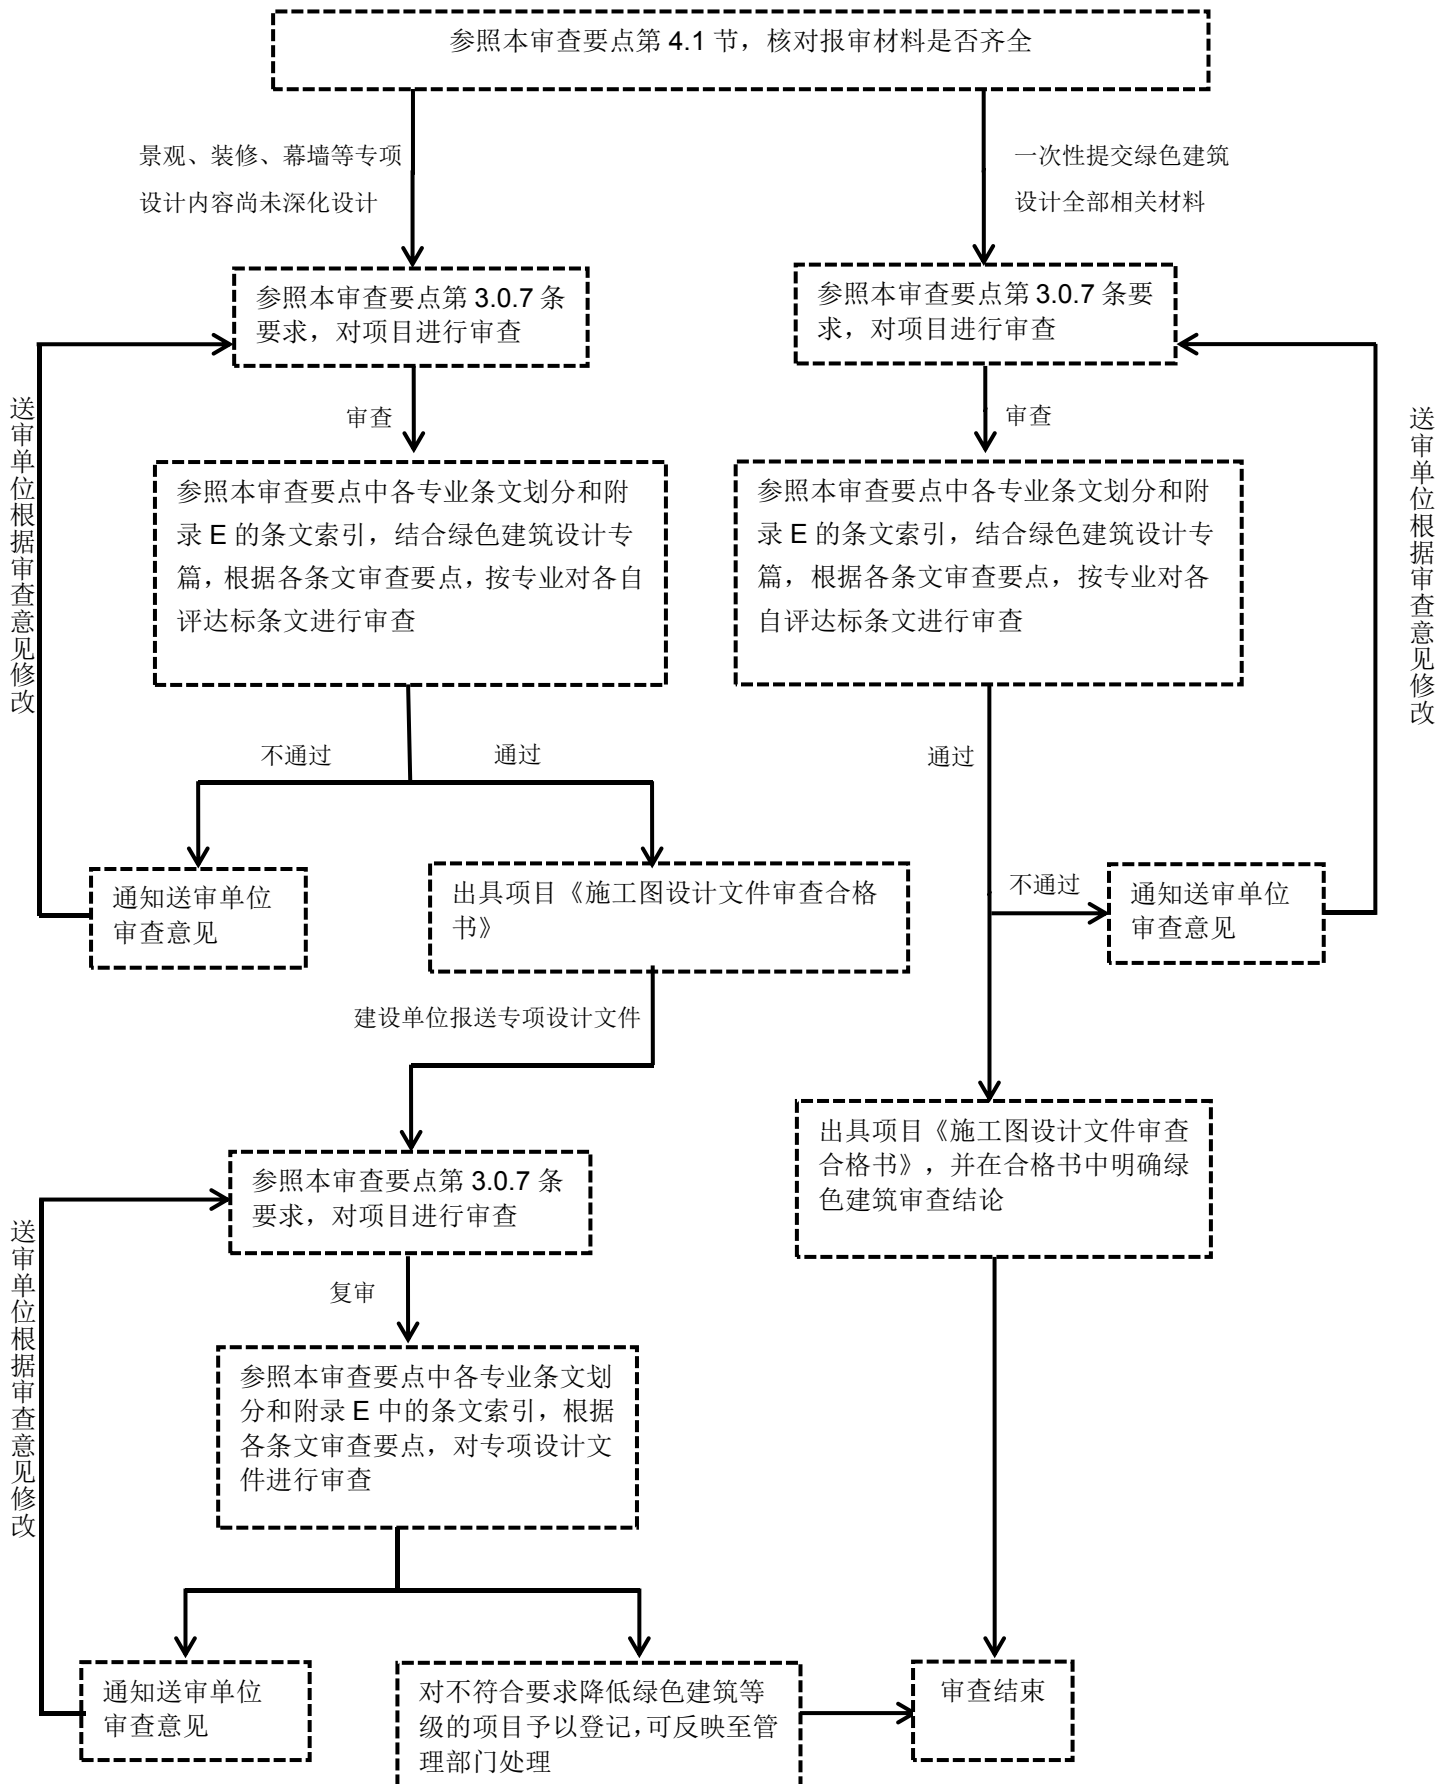 参照本审查要点第 4.1 节，核对报审材料是否齐全
景观、装修、幕墙等专项
设计内容尚未深化设计
一次性提交绿色建筑
设计全部相关材料
参照本审查要点第 3.0.7 条
要求，对项目进行审查
参照本审查要点第 3.0.7 条要
求，对项目进行审查
送审单位根据审查意见修改
审查
审查
送审单位根据审查意见修改
参照本审查要点中各专业条文划分和附
录 E 的条文索引，结合绿色建筑设计专
篇，根据各条文审查要点，按专业对各自
评达标条文进行审查
参照本审查要点中各专业条文划分和附
录 E 的条文索引，结合绿色建筑设计专
篇，根据各条文审查要点，按专业对各
自评达标条文进行审查
不通过
通过
通过
通知送审单位
审查意见
出具项目《施工图设计文件审查合格
书》
不通过
通知送审单位
审查意见
建设单位报送专项设计文件
参照本审查要点第 3.0.7 条
要求，对项目进行审查
出具项目《施工图设计文件审查
合格书》，并在合格书中明确绿
色建筑审查结论
送审单位根据审查意见修改
复审
参照本审查要点中各专业条文划
分和附录 E 中的条文索引，根据
各条文审查要点，对专项设计文
件进行审查
通知送审单位
审查意见
对不符合要求降低绿色建筑等
级的项目予以登记，可反映至管
理部门处理
审查结束